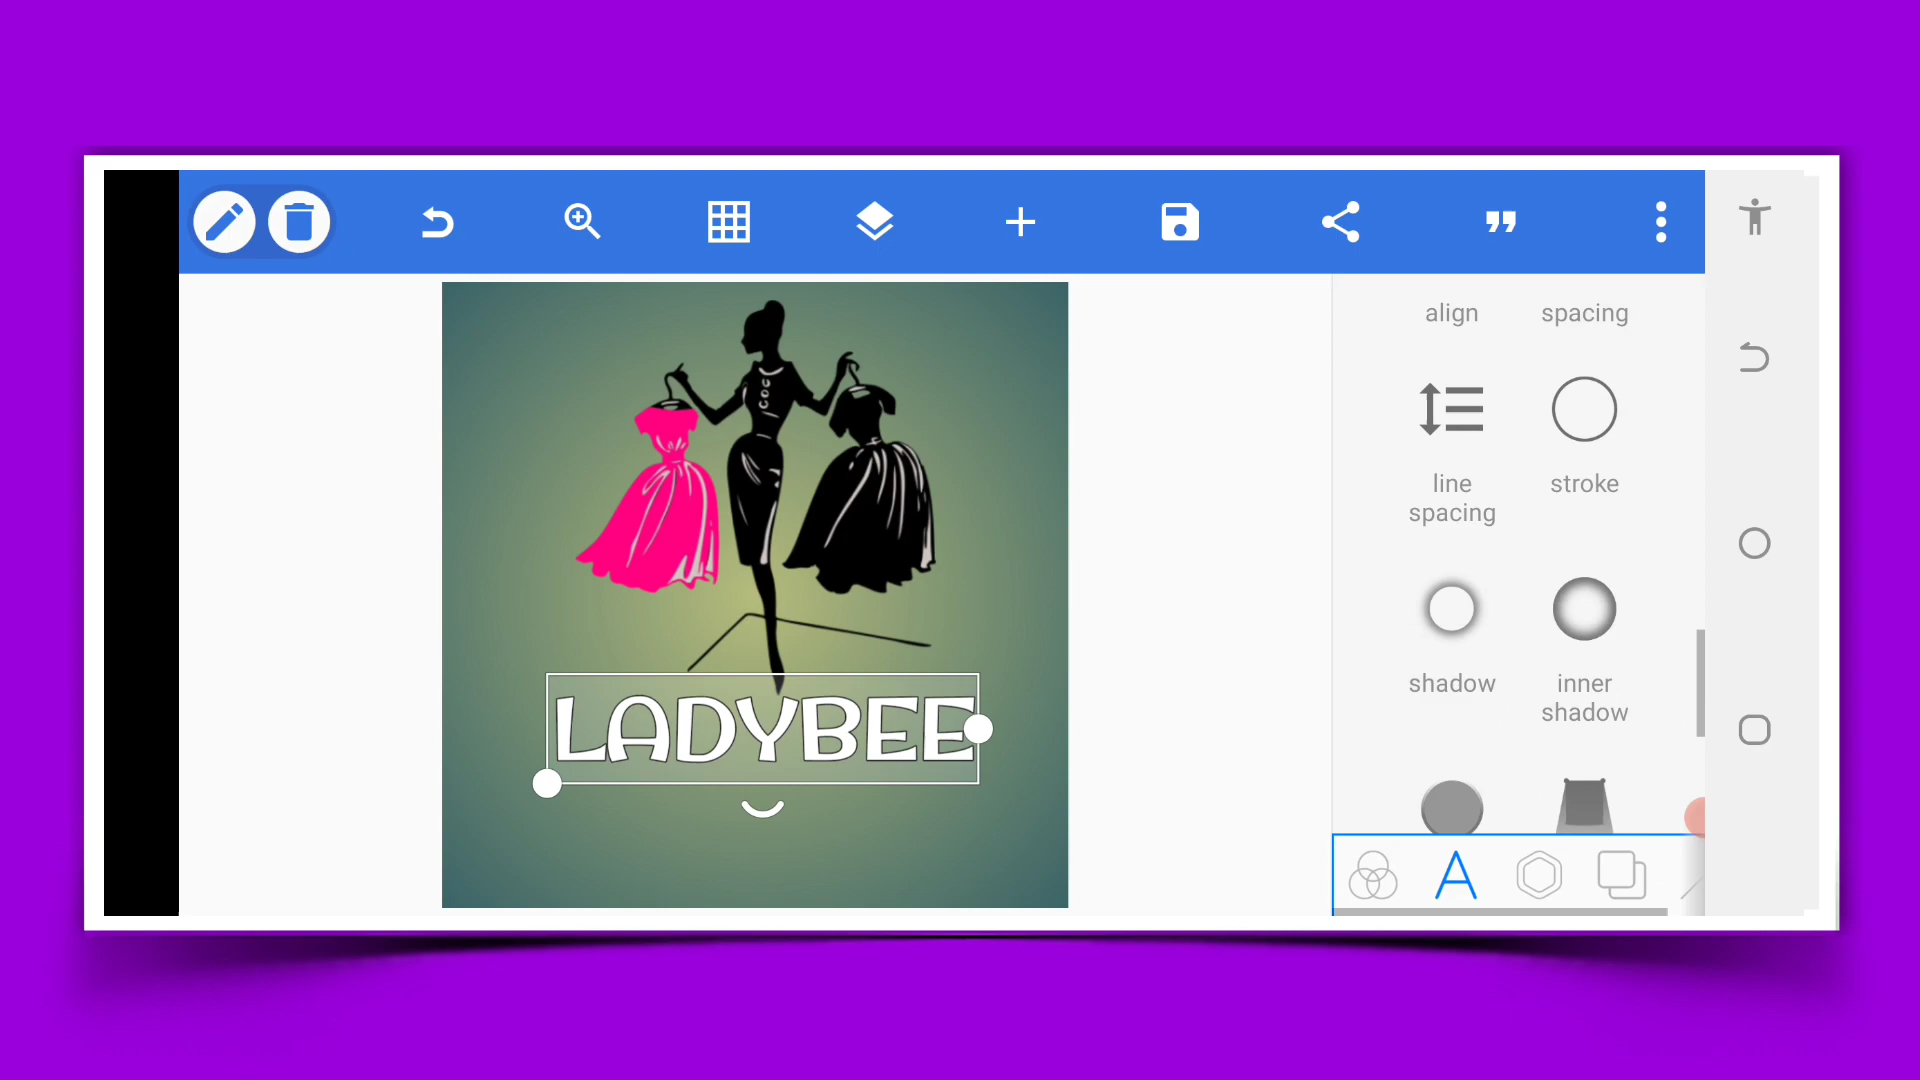 align
spacing
line
spacing
stroke
shadow
inner
shadow
LADYBEE